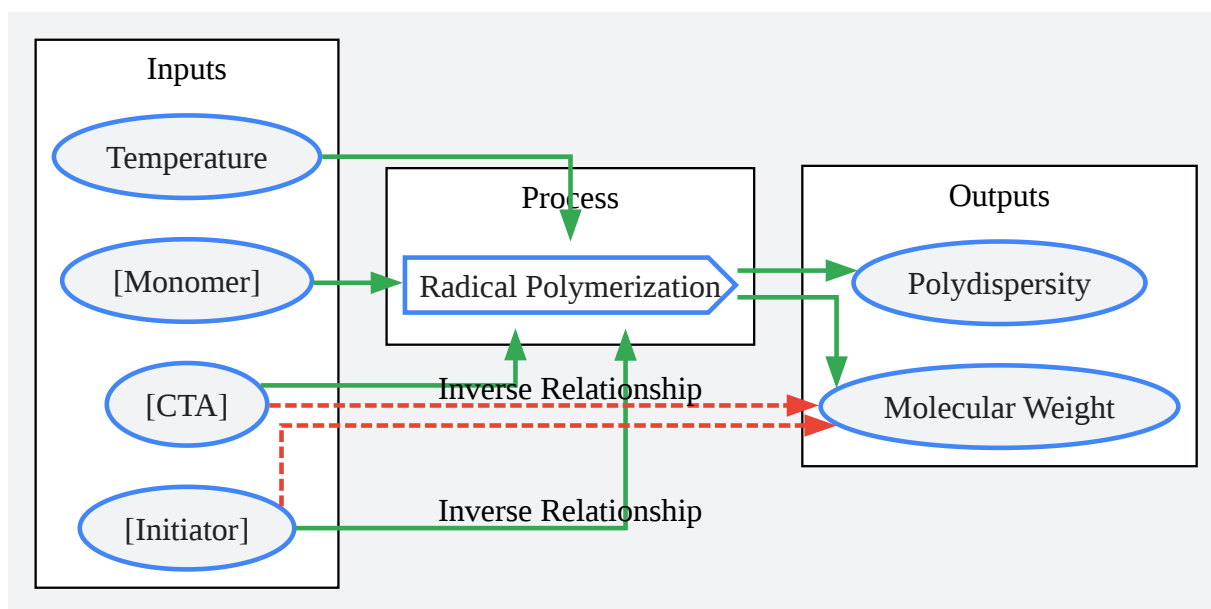 Inputs
Temperature
[Monomer]
[CTA]
[Initiator]
Process
Radical Polymerization
Inverse Relationship
Inverse Relationship
Outputs
Polydispersity
Molecular Weight